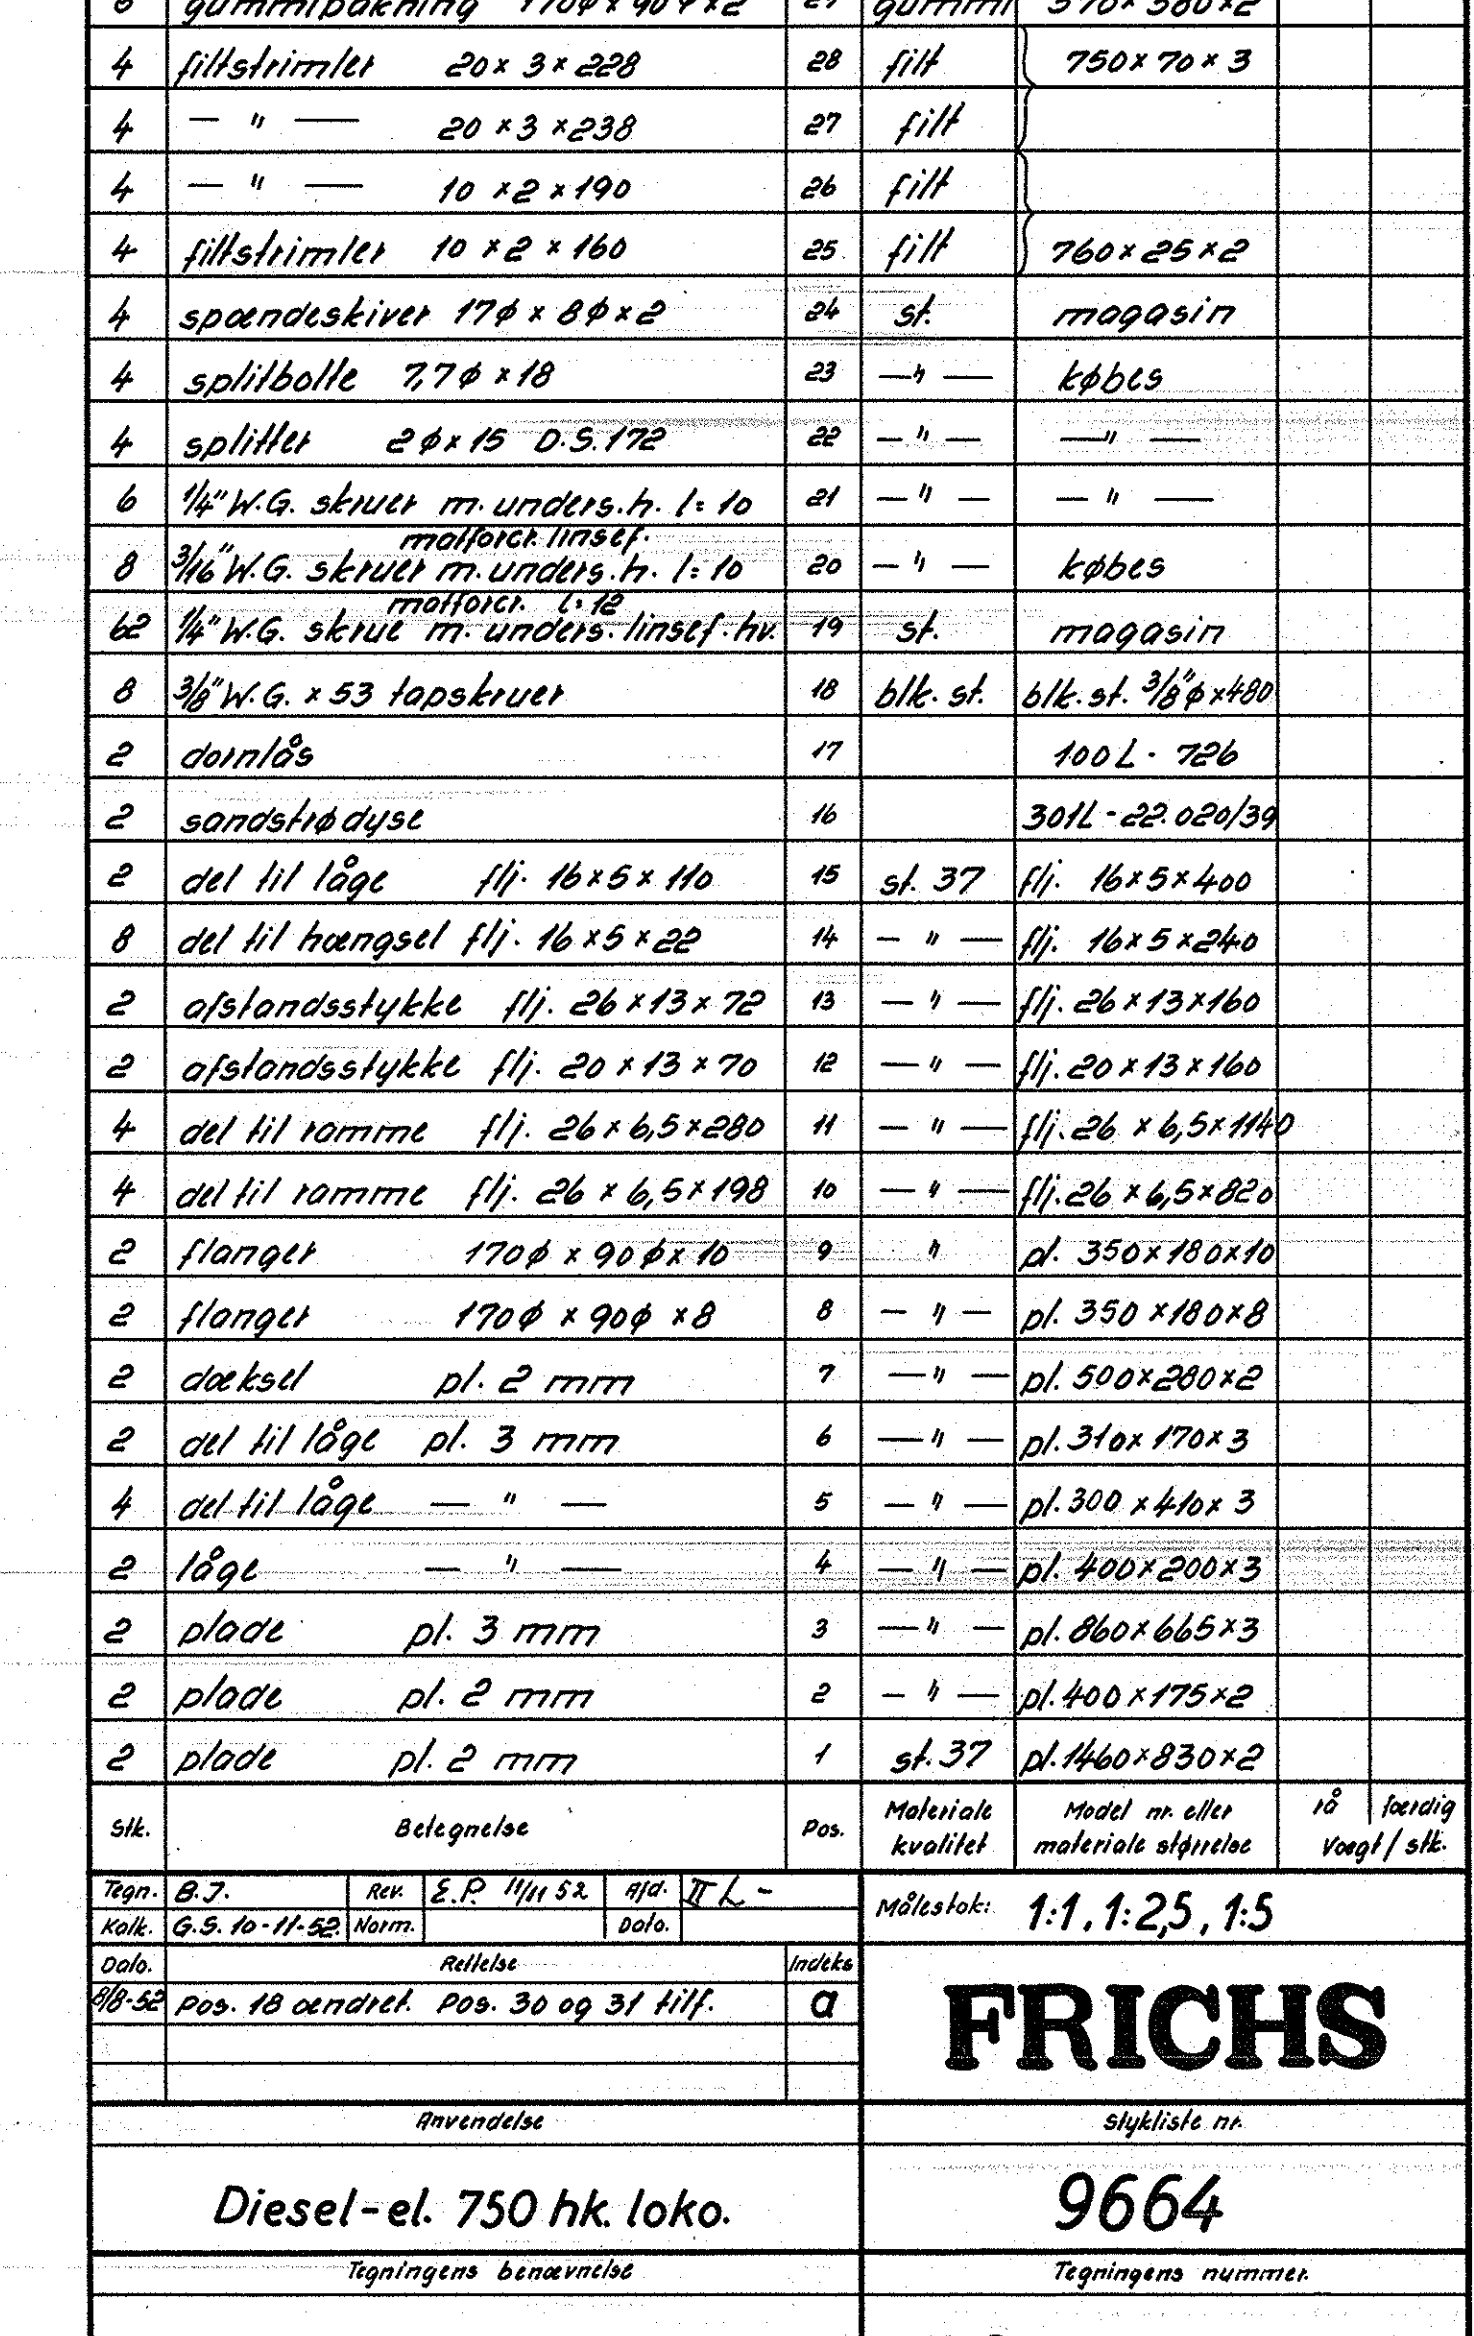 gummipakning 170φ×90φ×2 29 gummi 370×380×2
4 filtstrimler 20×3×228 28 filt 750×70×3
4 — " — 20×3×238 27 filt
4 — " — 10×2×190 26 filt
4 filtstrimler 10×2×160 25 filt 760×25×2
4 spændeskiver 17φ×8φ×2 24 st. magasin
4 splitbolte 7,7φ×18 23 — " — købes
4 splitter 2φ×15 D.S.172 22 — " — — " —
6 1/4" W.G. skruer m. unders.h. l=10 21 — " — — " —
matforcr. linsef.
8 3/16" W.G. skruer m. unders.h. l=10 20 — " — købes
matforcr. l=12
62 1/4" W.G. skrue m. unders. linsef. hv. 19 st. magasin
8 3/8" W.G. × 53 tapskruer 18 blk. st. blk. st. 3/8"φ×480
2 dornlås 17 100L - 726
2 sandstrødyse 16 301L - 22.020/39
2 del til låge flj. 16×5×110 15 st. 37 flj. 16×5×400
8 del til hængsel flj. 16×5×22 14 — " — flj. 16×5×240
2 afstandsstykke flj. 26×13×72 13 — " — flj. 26×13×160
2 afstandsstykke flj. 20×13×70 12 — " — flj. 20×13×160
4 del til ramme flj. 26×6,5×280 11 — " — flj. 26×6,5×1140
4 del til ramme flj. 26×6,5×198 10 — " — flj. 26×6,5×820
2 flanger 170φ×90φ×10 9 " pl. 350×180×10
2 flanger 170φ×90φ×8 8 — " — pl. 350×180×8
2 dæksel pl. 2 mm 7 — " — pl. 500×280×2
2 del til låge pl. 3 mm 6 — " — pl. 310×170×3
4 del til låge — " — 5 — " — pl. 300×410×3
2 låge — " — 4 — " — pl. 400×200×3
2 plade pl. 3 mm 3 — " — pl. 860×665×3
2 plade pl. 2 mm 2 — " — pl. 400×175×2
2 plade pl. 2 mm 1 st. 37 pl. 1460×830×2
Stk. Betegnelse Pos. Materiale kvalitet Model nr. eller materiale størrelse rå færdig Vægt / stk.
Tegn. B.J. Rev. E.P. 11/11 52 Afd. II L - Målestok: 1:1, 1:2,5, 1:5
Kalk. G.S. 10-11-52. Norm. Dato.
Dato. Rettelse Indeks
8/8-52 Pos. 18 ændret. Pos. 30 og 31 tilf. a
FRICHS
Anvendelse Stykliste nr.
Diesel-el. 750 hk. loko. 9664
Tegningens benævnelse Tegningens nummer.